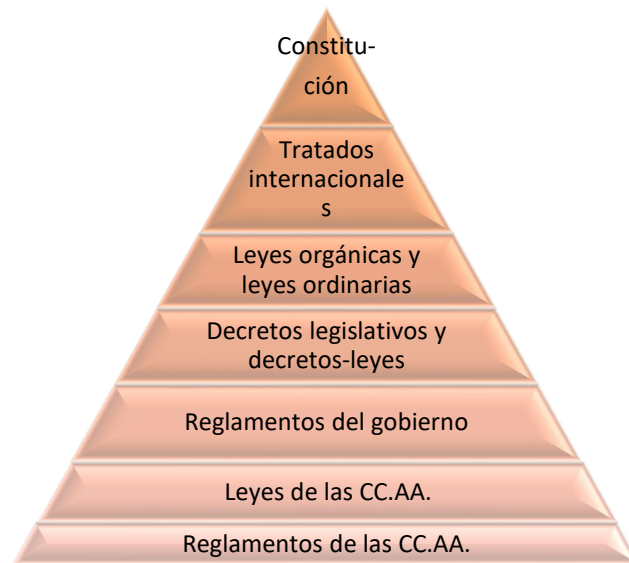 Constitu-
ción
Tratados
internacionale
s
Leyes orgánicas y
leyes ordinarias
Decretos legislativos y
decretos-leyes
Reglamentos del gobierno
Leyes de las CC.AA.
Reglamentos de las CC.AA.